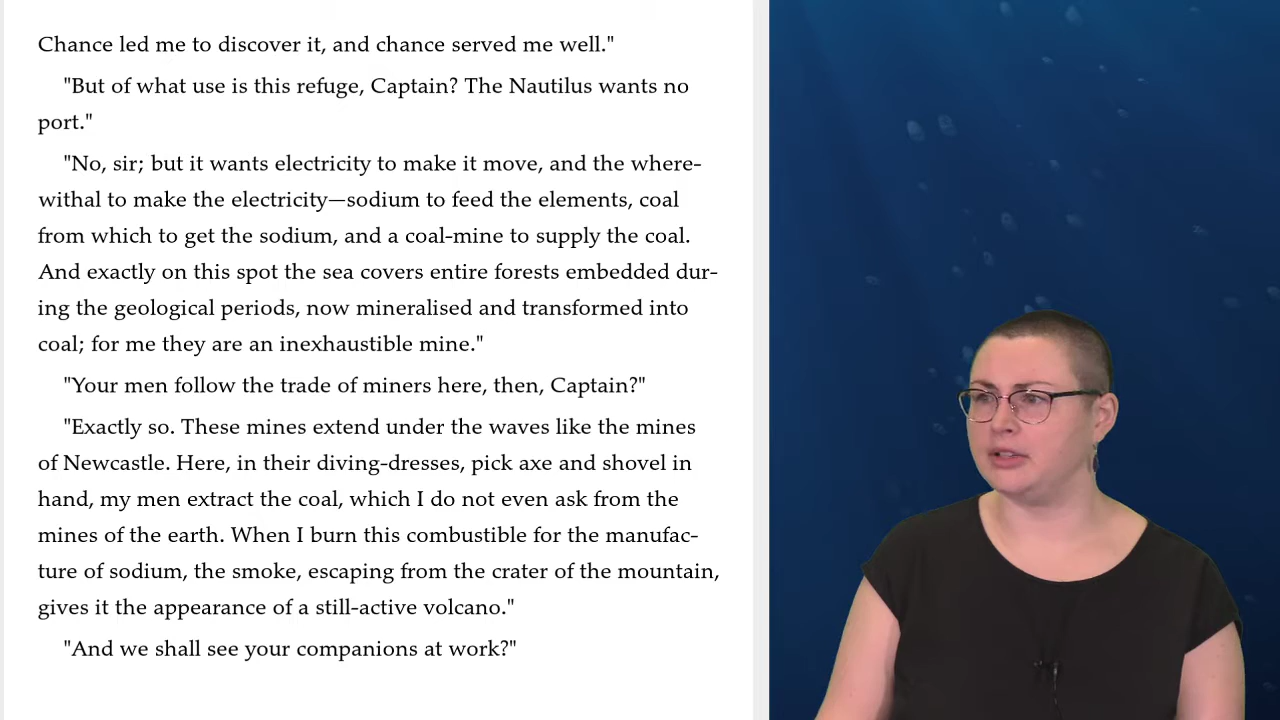 Chance led me to discover it, and chance served me well."
"But of what use is this refuge, Captain? The Nautilus wants no
port."
"No, sir; but it wants electricity to make it move, and the where-
withal to make the electricity—sodium to feed the elements, coal
from which to get the sodium, and a coal-mine to supply the coal.
And exactly on this spot the sea covers entire forests embedded dur-
ing the geological periods, now mineralised and transformed into
coal; for me they are an inexhaustible mine."
"Your men follow the trade of miners here, then, Captain?"
"Exactly so. These mines extend under the waves like the mines
of Newcastle. Here, in their diving-dresses, pick axe and shovel in
hand, my men extract the coal, which I do not even ask from the
mines of the earth. When I burn this combustible for the manufac-
ture of sodium, the smoke, escaping from the crater of the mountain,
gives it the appearance of a still-active volcano."
"And we shall see your companions at work?"